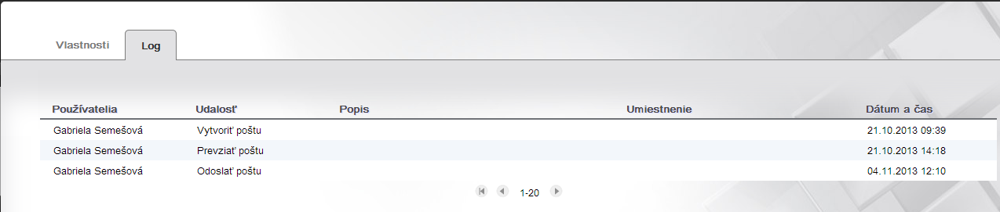 Vlastnosti Log
Používatelia Udalosť Popis Umiestnenie Dátum a čas
Gabriela Semešová Vytvoriť poštu 21.10.2013 09:39
Gabriela Semešová Prevziať poštu 21.10.2013 14:18
Gabriela Semešová Odoslať poštu 04.11.2013 12:10
1-20